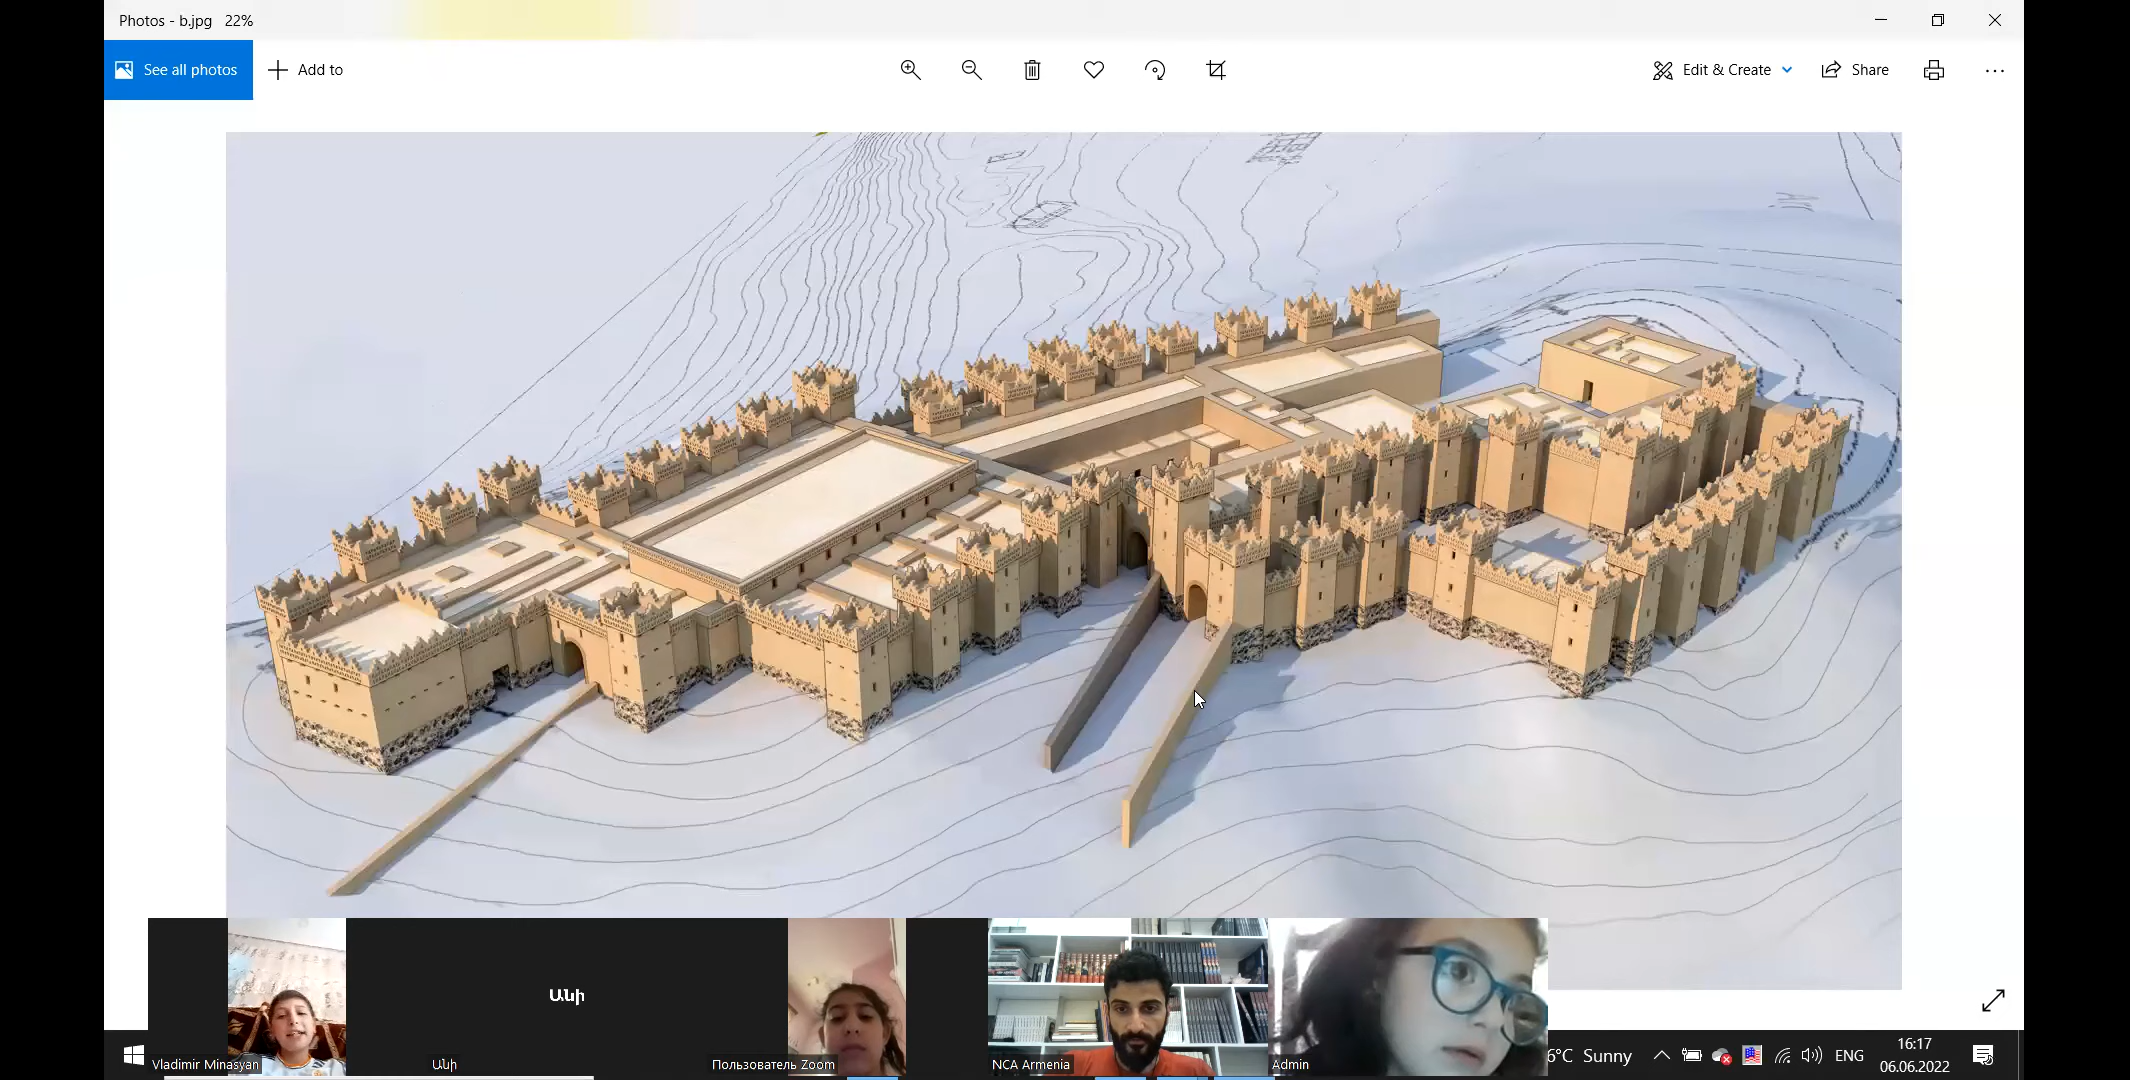 Photos - b.jpg 22%
See all photos
Add to
Edit & Create
Share
Անի
Vladimir Minasyan
Անի
Пользователь Zoom
NCA Armenia
Admin
6°C Sunny
ENG
16:17
06.06.2022